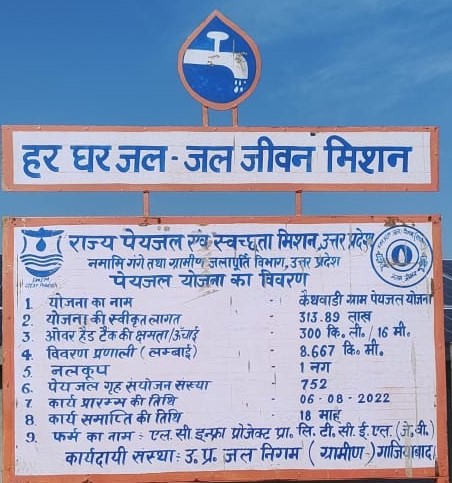 हर घर जल - जल जीवन मिशन
राज्य पेयजल एवं स्वच्छता मिशन, उत्तर प्रदेश
नमामि गंगे तथा ग्रामीण जलापूर्ति विभाग, उत्तर प्रदेश
पेयजल योजना का विवरण
1. योजना का नाम - कैथवाडी ग्राम पेयजल योजना
2. योजना की स्वीकृत लागत - 313.89 लाख
3. ओवर हैड टैंक की क्षमता/ऊँचाई - 300 कि. ली. / 16 मी.
4. वितरण प्रणाली (लम्बाई) - 8.667 कि. मी.
5. नलकूप - 1 नग
6. पेयजल गृह संयोजन संख्या - 752
7. कार्य प्रारम्भ की तिथि - 06-08-2022
8. कार्य समाप्ति की तिथि - 18 माह
9. फर्म का नाम : एल. सी. इन्फ्रा प्रोजेक्ट प्रा. लि. टी. सी. ई. एल. (जे. वी.)
कार्यदायी संस्था : उ. प्र. जल निगम (ग्रामीण-) गाजियाबाद